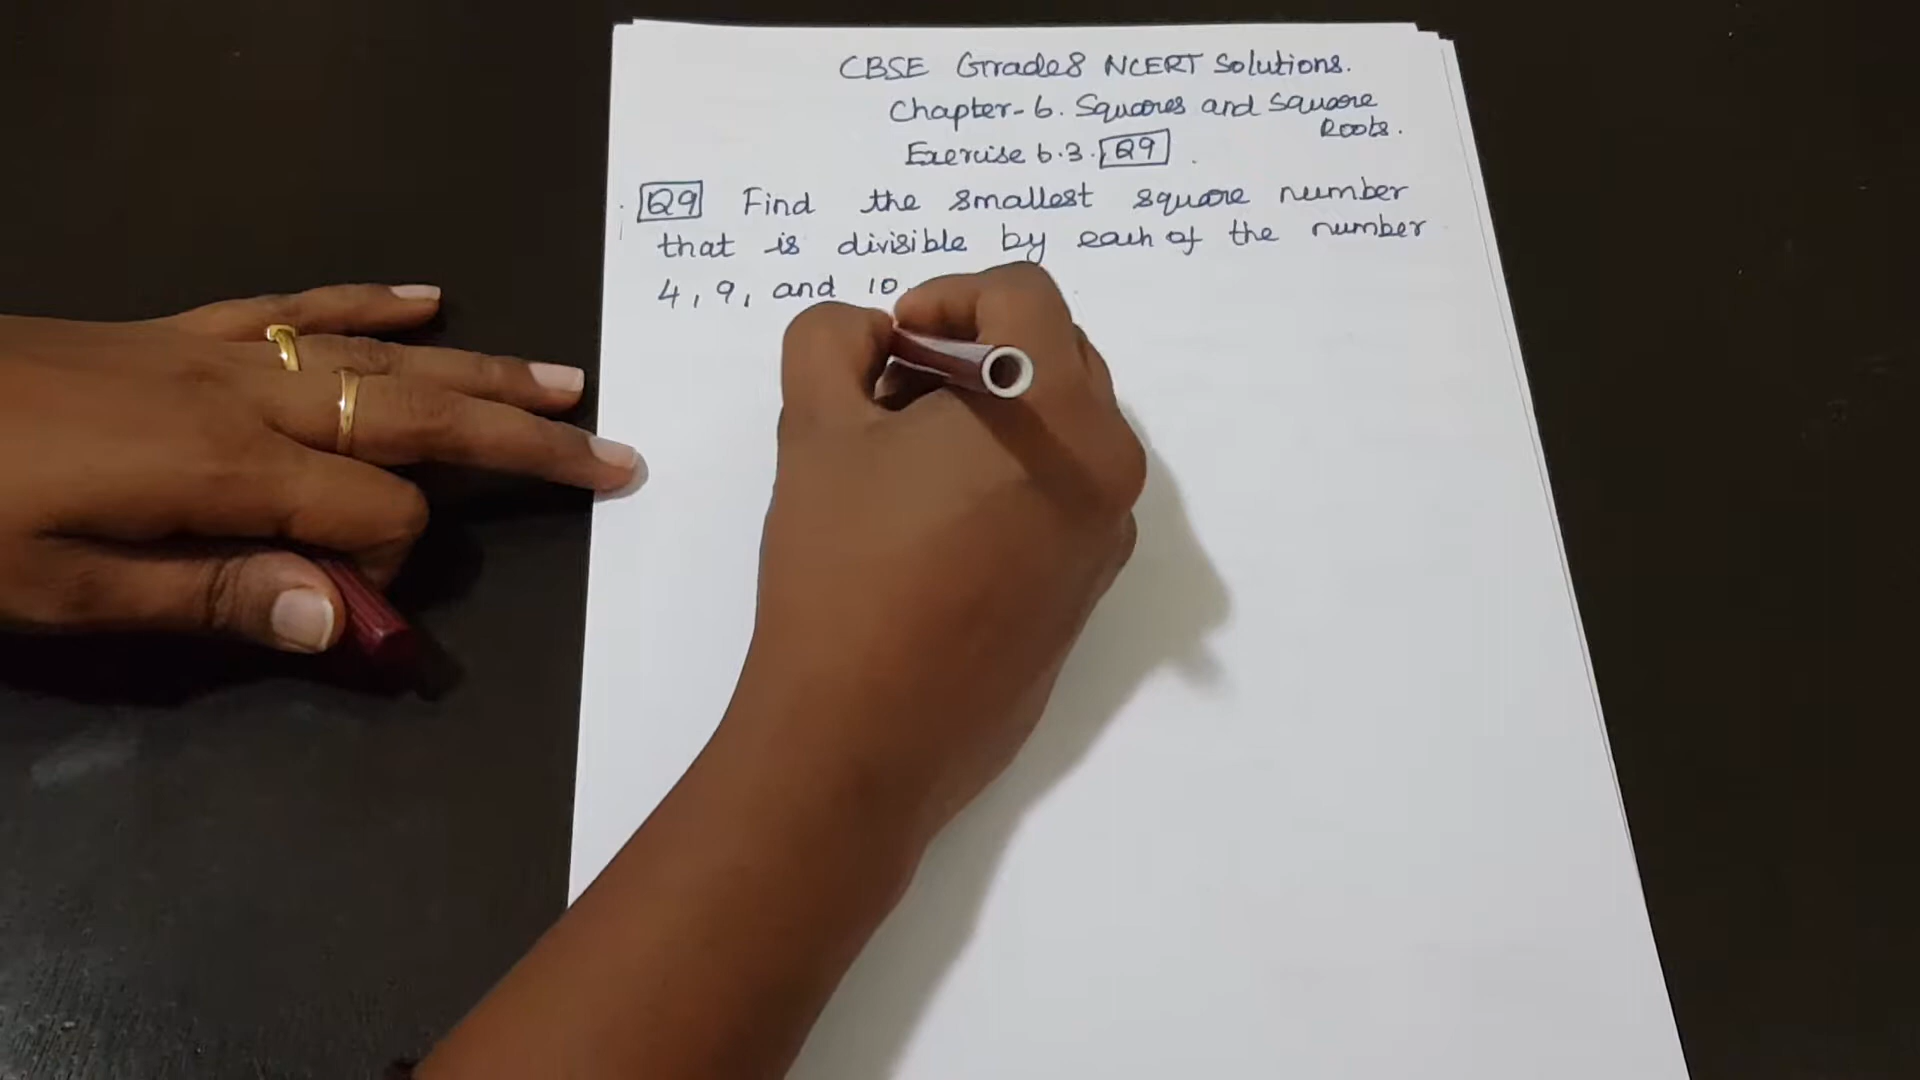 CBSE Grade8 NCERT Solutions.
Chapter-6. Squares and Square
Roots.
Exercise 6.3. Q9 .
Q9 Find the smallest square number
that is divisible by each of the number
4, 9, and 10.